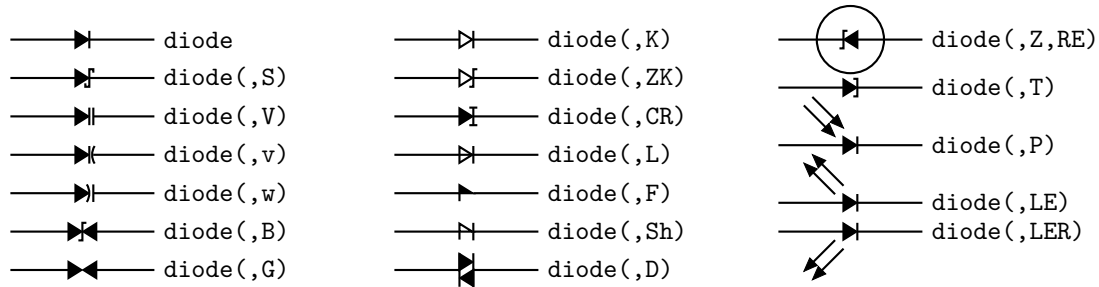 diode
diode(,S)
diode(,V)
diode(,v)
diode(,w)
diode(,B)
diode(,G)
diode(,K)
diode(,ZK)
diode(,CR)
diode(,L)
diode(,F)
diode(,Sh)
diode(,D)
diode(,Z,RE)
diode(,T)
diode(,P)
diode(,LE)
diode(,LER)